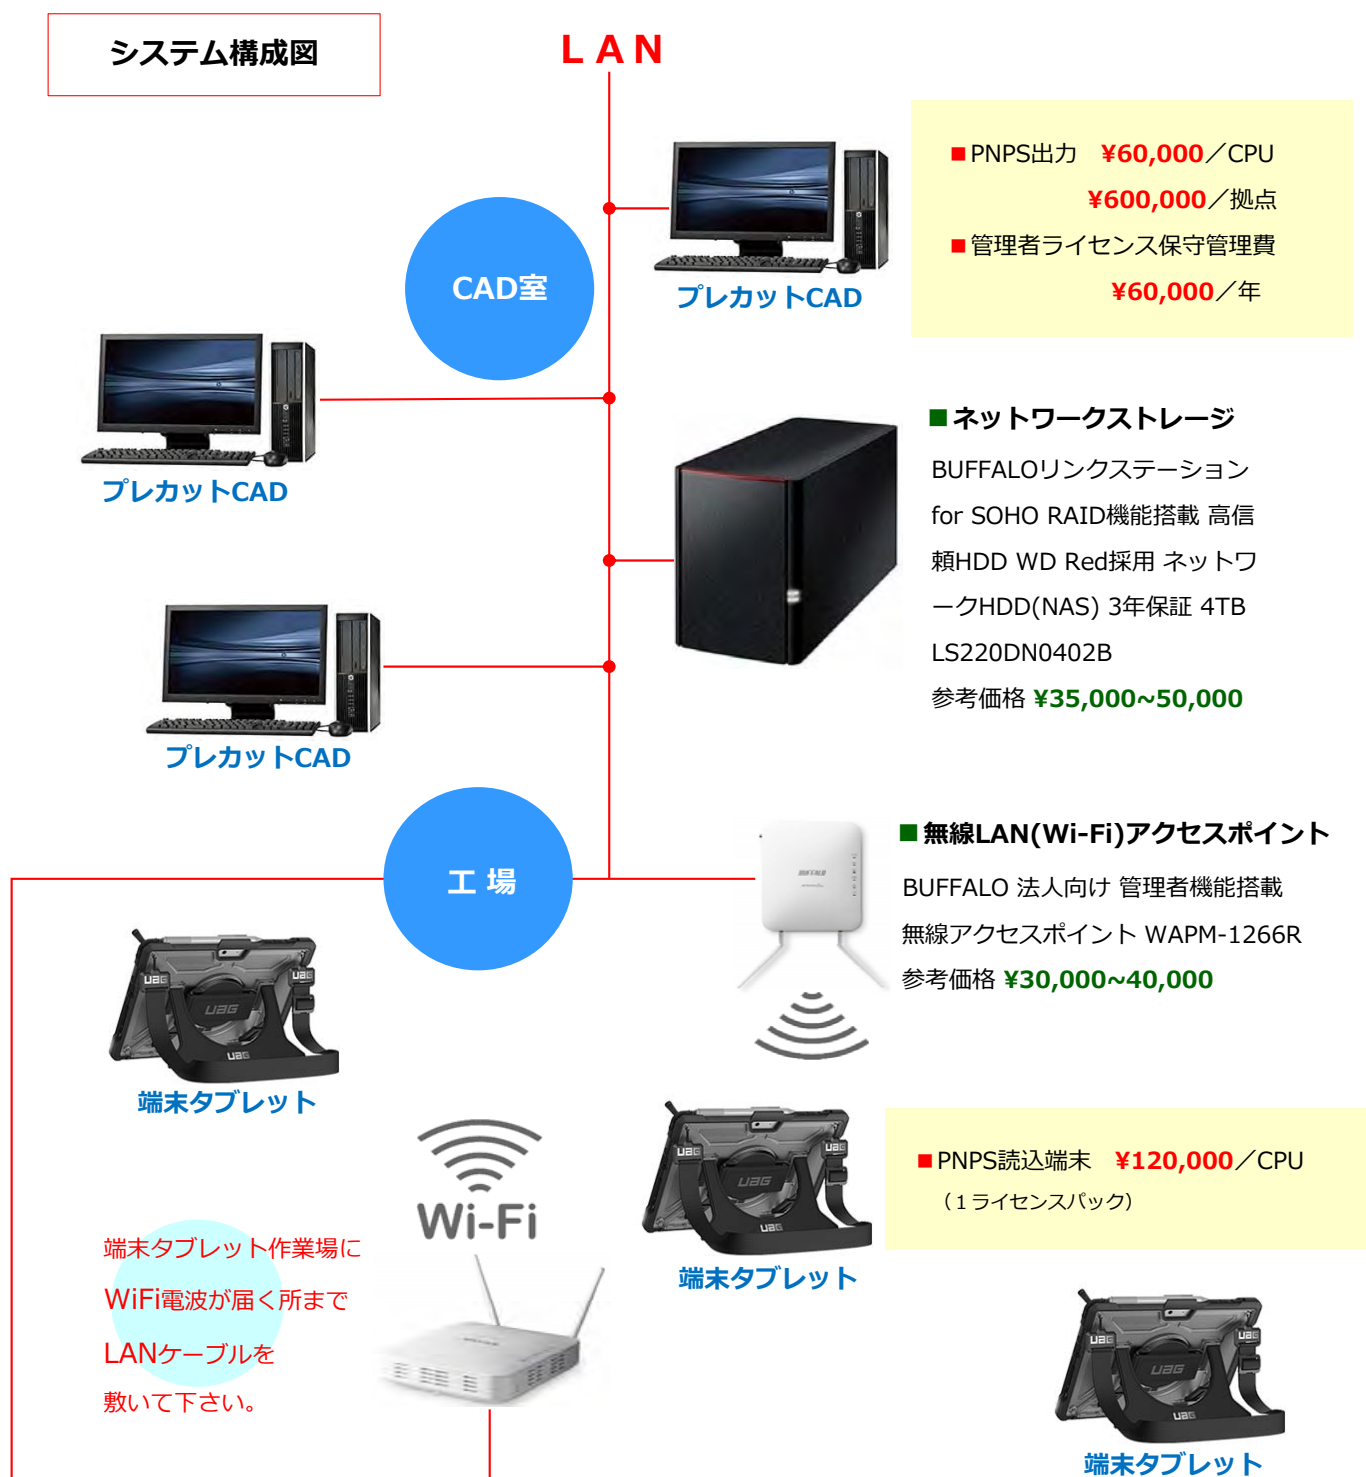 システム構成図
ＬＡＮ
■PNPS出力　¥60,000／CPU
¥600,000／拠点
■管理者ライセンス保守管理費
¥60,000／年
CAD室
プレカットCAD
プレカットCAD
■ネットワークストレージ
BUFFALOリンクステーション
for SOHO RAID機能搭載 高信
頼HDD WD Red採用 ネットワ
ークHDD(NAS) 3年保証 4TB
LS220DN0402B
参考価格 ¥35,000~50,000
プレカットCAD
工 場
■無線LAN(Wi-Fi)アクセスポイント
BUFFALO 法人向け 管理者機能搭載
無線アクセスポイント WAPM-1266R
参考価格 ¥30,000~40,000
BUFFALO
UAG
UAG
UAG
UAG
端末タブレット
Wi-Fi
UAG
UAG
UAG
UAG
端末タブレット
■PNPS読込端末　¥120,000／CPU
（１ライセンスパック）
端末タブレット作業場に
WiFi電波が届く所まで
LANケーブルを
敷いて下さい。
UAG
UAG
UAG
UAG
端末タブレット